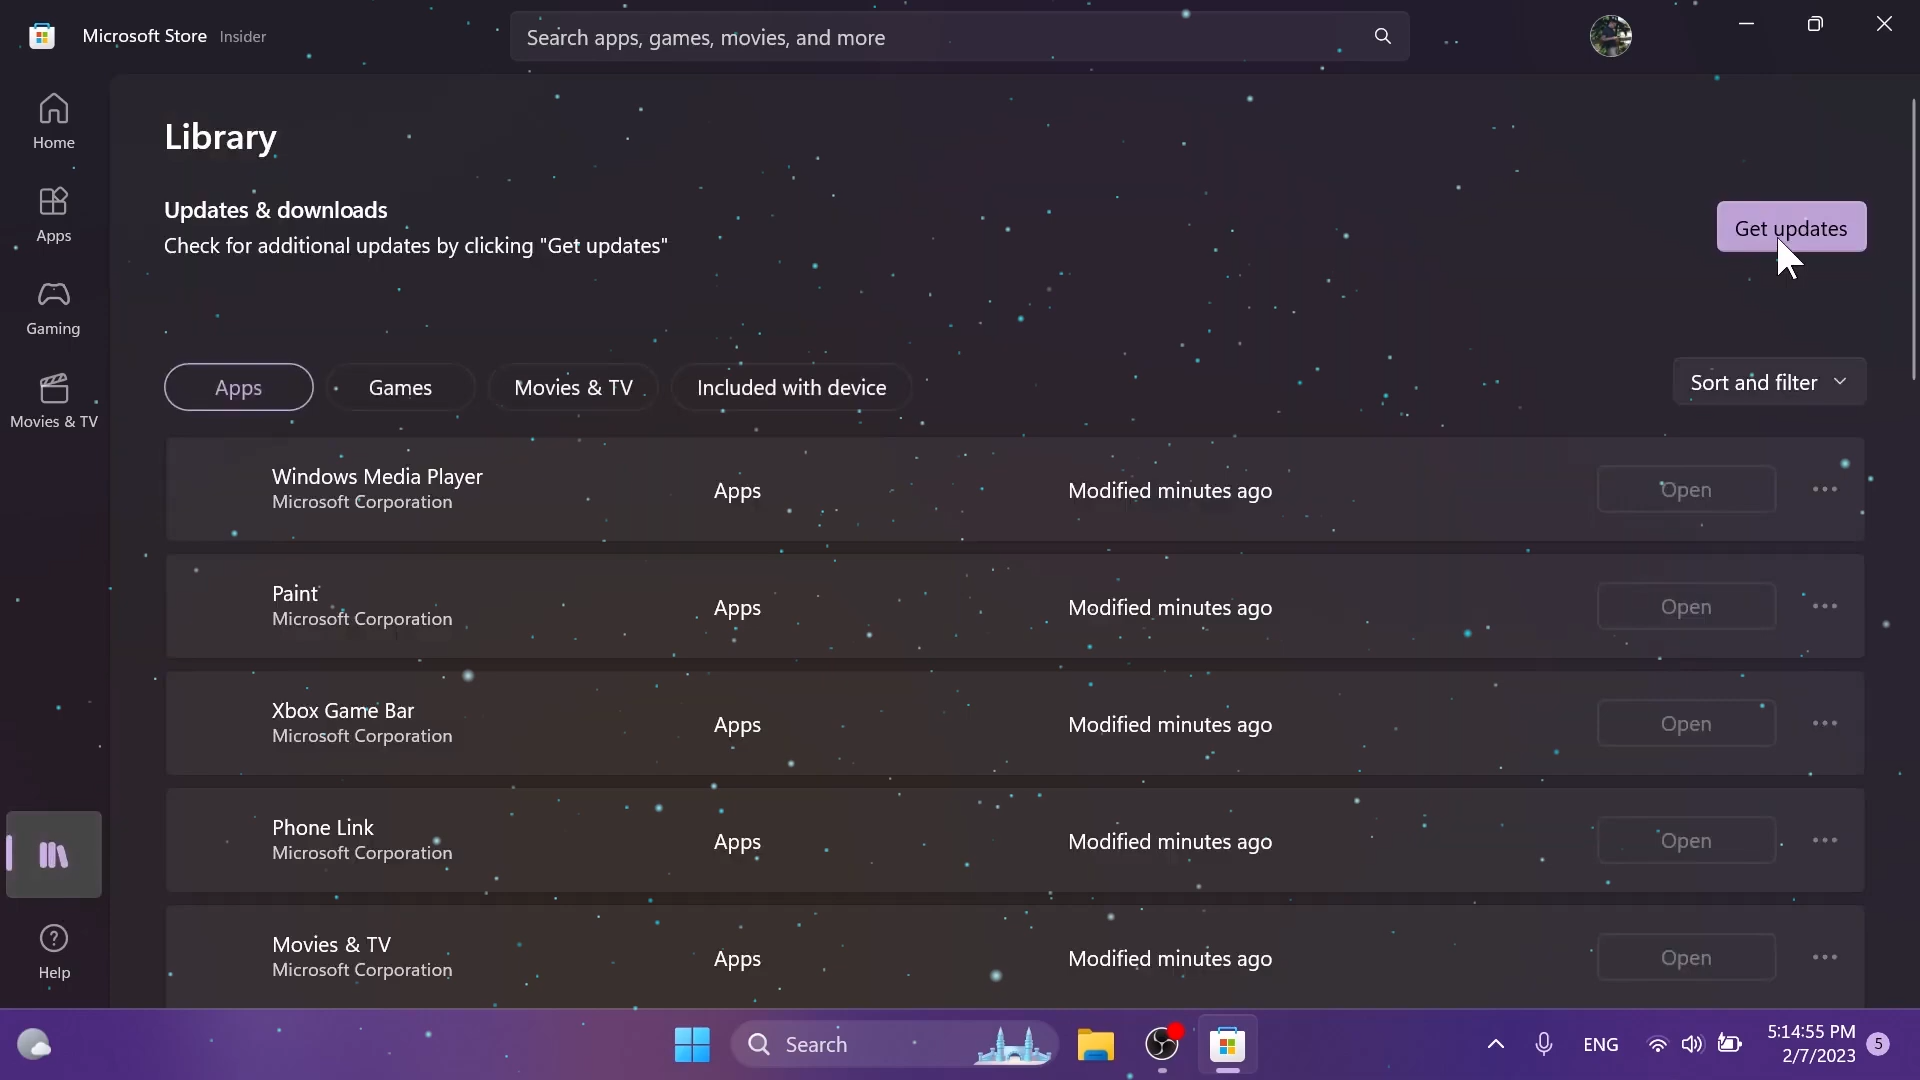 Microsoft Store Insider
Search apps, games, movies, and more
Home
Apps
Gaming
Movies & TV
Help
Library
Updates & downloads
Check for additional updates by clicking "Get updates"
Get updates
Apps Games Movies & TV Included with device
Sort and filter
Windows Media Player
Microsoft Corporation
Apps
Modified minutes ago
Open
Paint
Microsoft Corporation
Apps
Modified minutes ago
Open
Xbox Game Bar
Microsoft Corporation
Apps
Modified minutes ago
Open
Phone Link
Microsoft Corporation
Apps
Modified minutes ago
Open
Movies & TV
Microsoft Corporation
Apps
Modified minutes ago
Open
Search
ENG
5:14:55 PM
2/7/2023
5